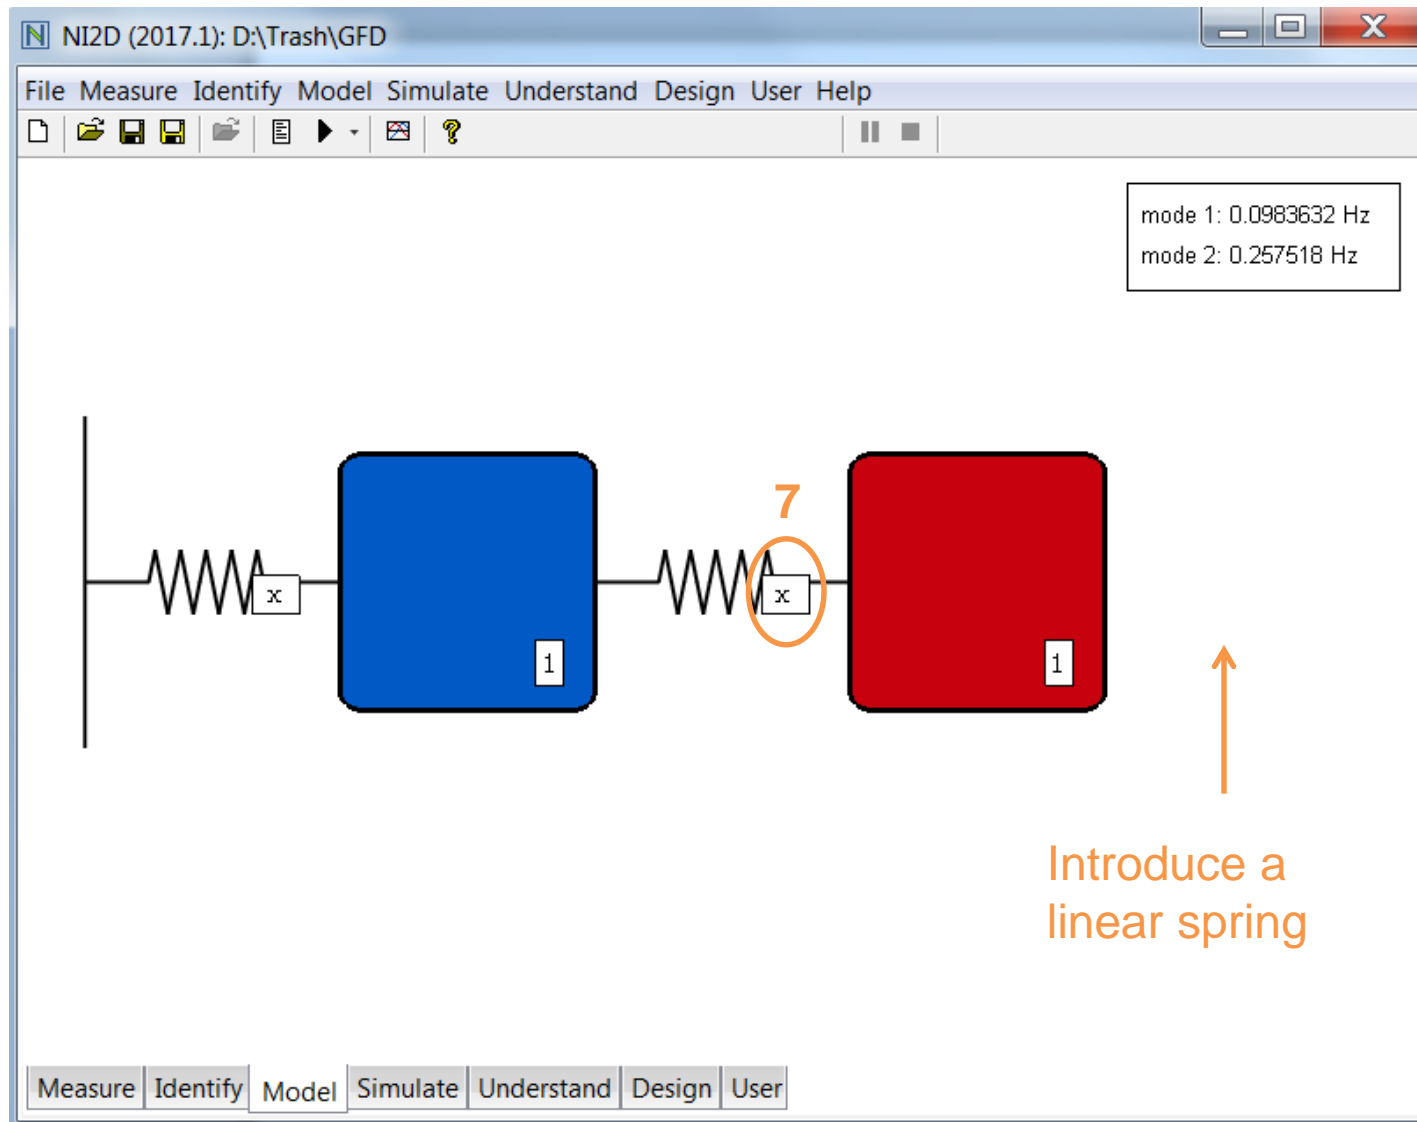 NI2D (2017.1): D:\Trash\GFD
File Measure Identify Model Simulate Understand Design User Help
mode 1: 0.0983632 Hz
mode 2: 0.257518 Hz
7
x
x
1
1
Introduce a
linear spring
Measure Identify Model Simulate Understand Design User